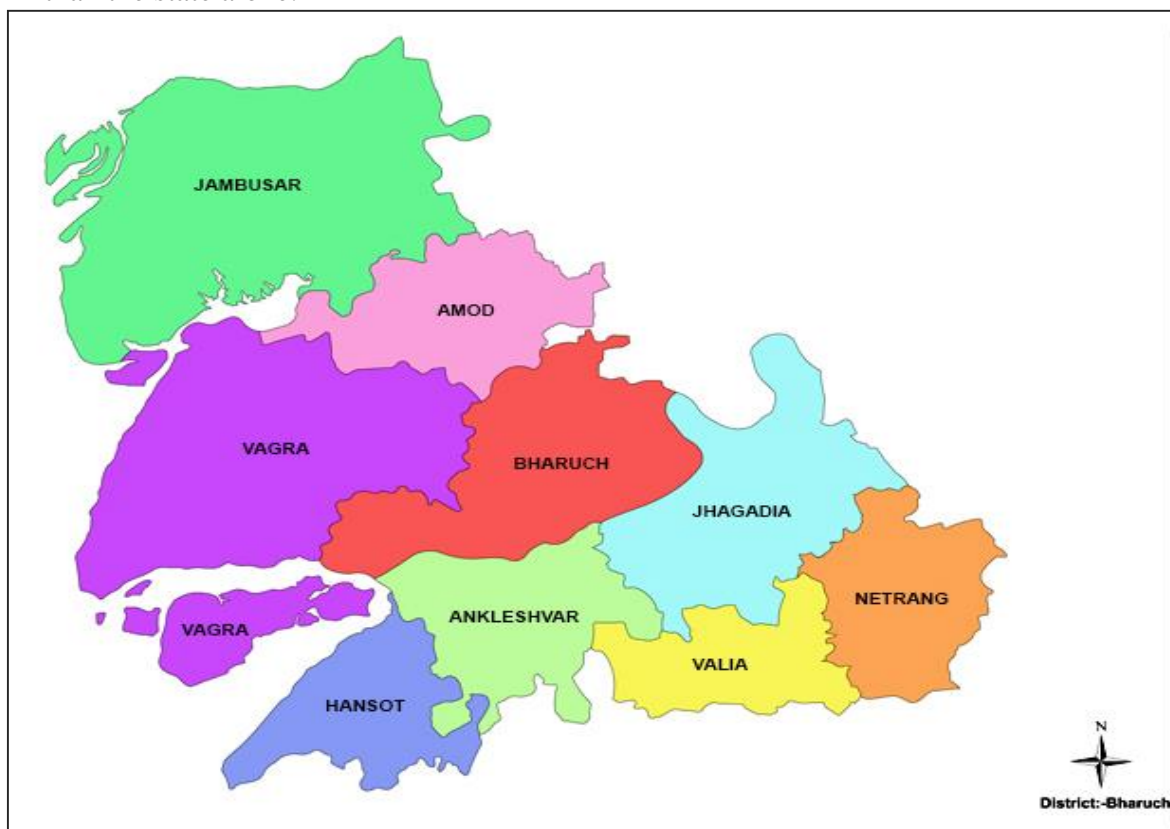 JAMBUSAR
AMOD
VAGRA
BHARUCH
JHAGADIA
NETRANG
ANKLESHVAR
VAGRA
VALIA
HANSOT
N
District:-Bharuch